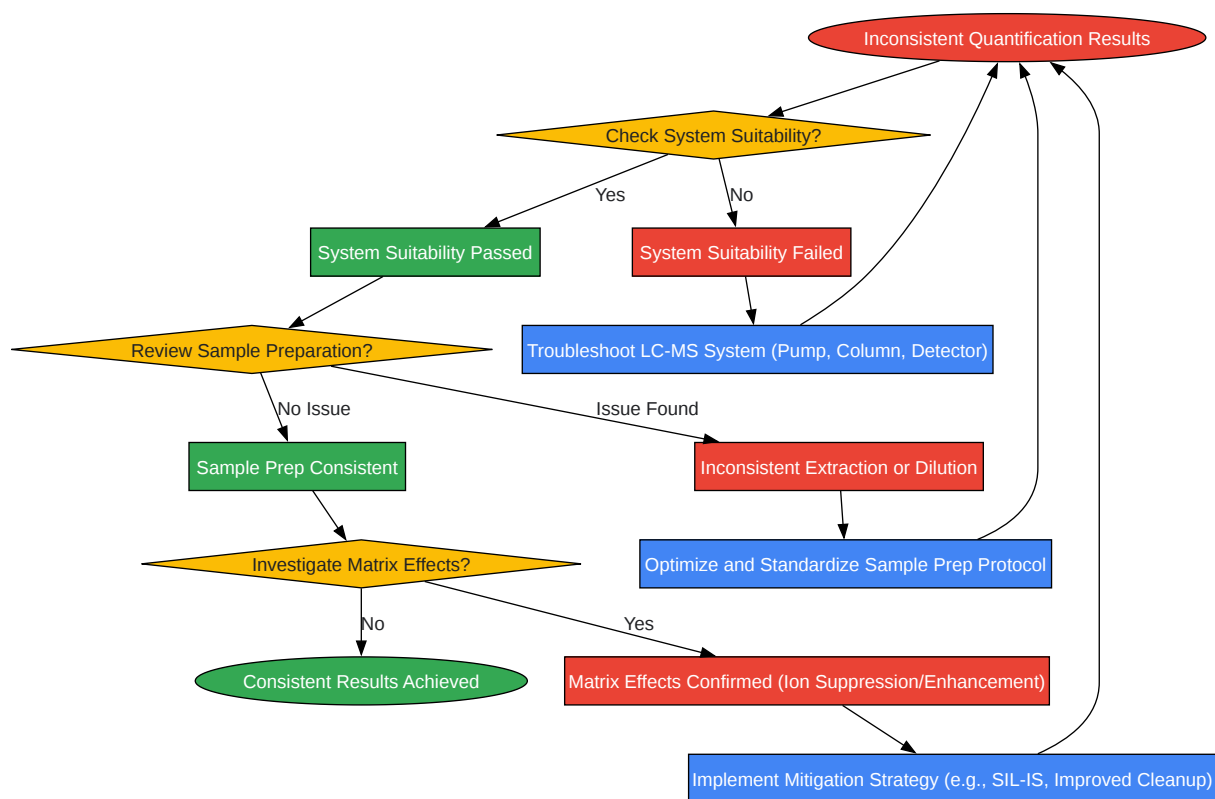 Inconsistent Quantification Results
Check System Suitability?
Yes
No
System Suitability Passed
System Suitability Failed
Review Sample Preparation?
Troubleshoot LC-MS System (Pump, Column, Detector)
No Issue
Issue Found
Sample Prep Consistent
Inconsistent Extraction or Dilution
Investigate Matrix Effects?
Optimize and Standardize Sample Prep Protocol
No
Yes
Consistent Results Achieved
Matrix Effects Confirmed (Ion Suppression/Enhancement)
Implement Mitigation Strategy (e.g., SIL-IS, Improved Cleanup)